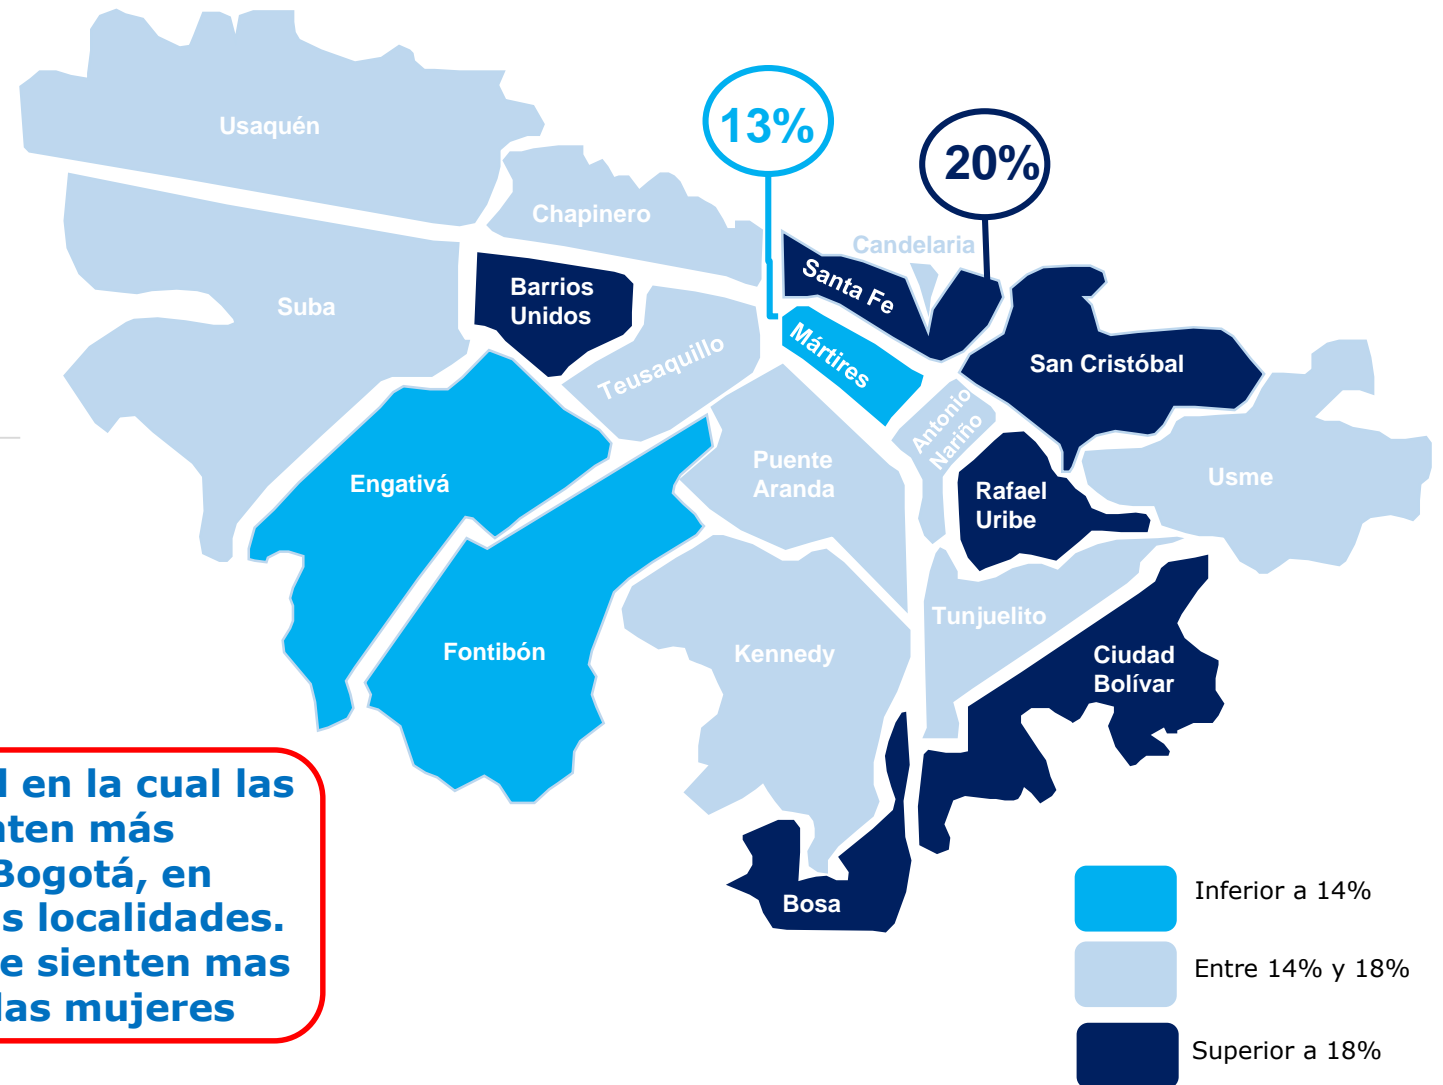 Usaquén
13%
20%
Chapinero
Candelaria
Santa Fe
Suba
Barrios
Unidos
Teusaquillo
Mártires
San Cristóbal
Antonio
Nariño
Engativá
Puente
Aranda
Rafael
Uribe
Usme
Fontibón
Kennedy
Tunjuelito
Ciudad
Bolívar
Bosa
en la cual las
más
Bogotá, en
localidades.
sienten mas
las mujeres
Inferior a 14%
Entre 14% y 18%
Superior a 18%